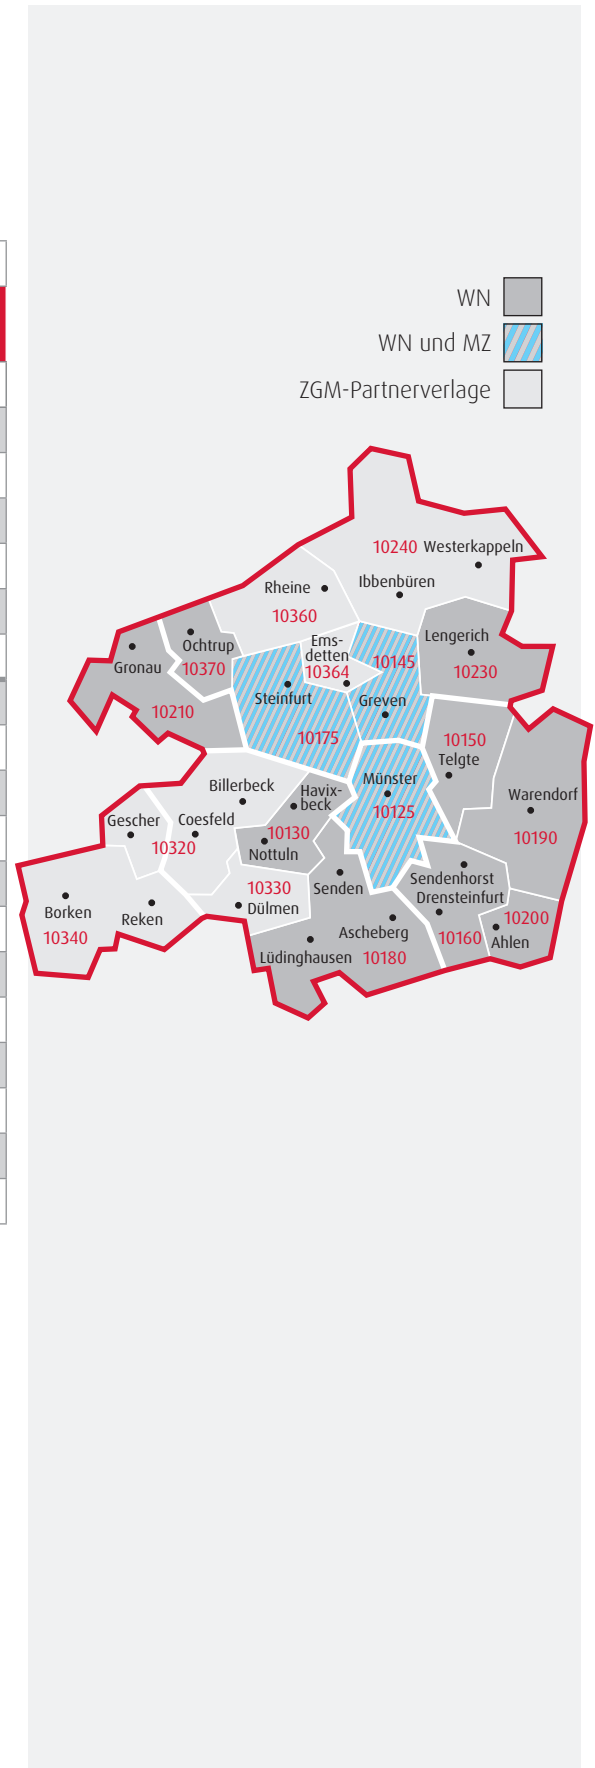 WN
WN und MZ
ZGM-Partnerverlage
10240 Westerkappeln
Ibbenbüren
Rheine
10360
Lengerich
10230
Ochtrup
10370
Ems-
detten
10364
10145
Gronau
10210
Steinfurt
10175
Greven
10150
Telgte
Münster
10125
Billerbeck
Havix-
beck
Warendorf
10190
Gescher
Coesfeld
10320
10130
Nottuln
Senden
Sendenhorst
Drensteinfurt
10330
Dülmen
Borken
10340
Reken
Ascheberg
Lüdinghausen
10180
10160
10200
Ahlen